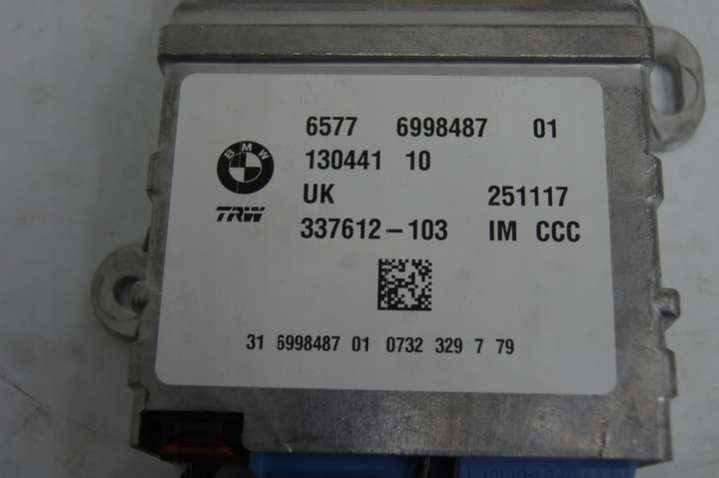 6577 6998487 01
BMW
130441 10
UK 251117
TRW
337612-103 IM CCC
31 6998487 01 0732 329 7 79